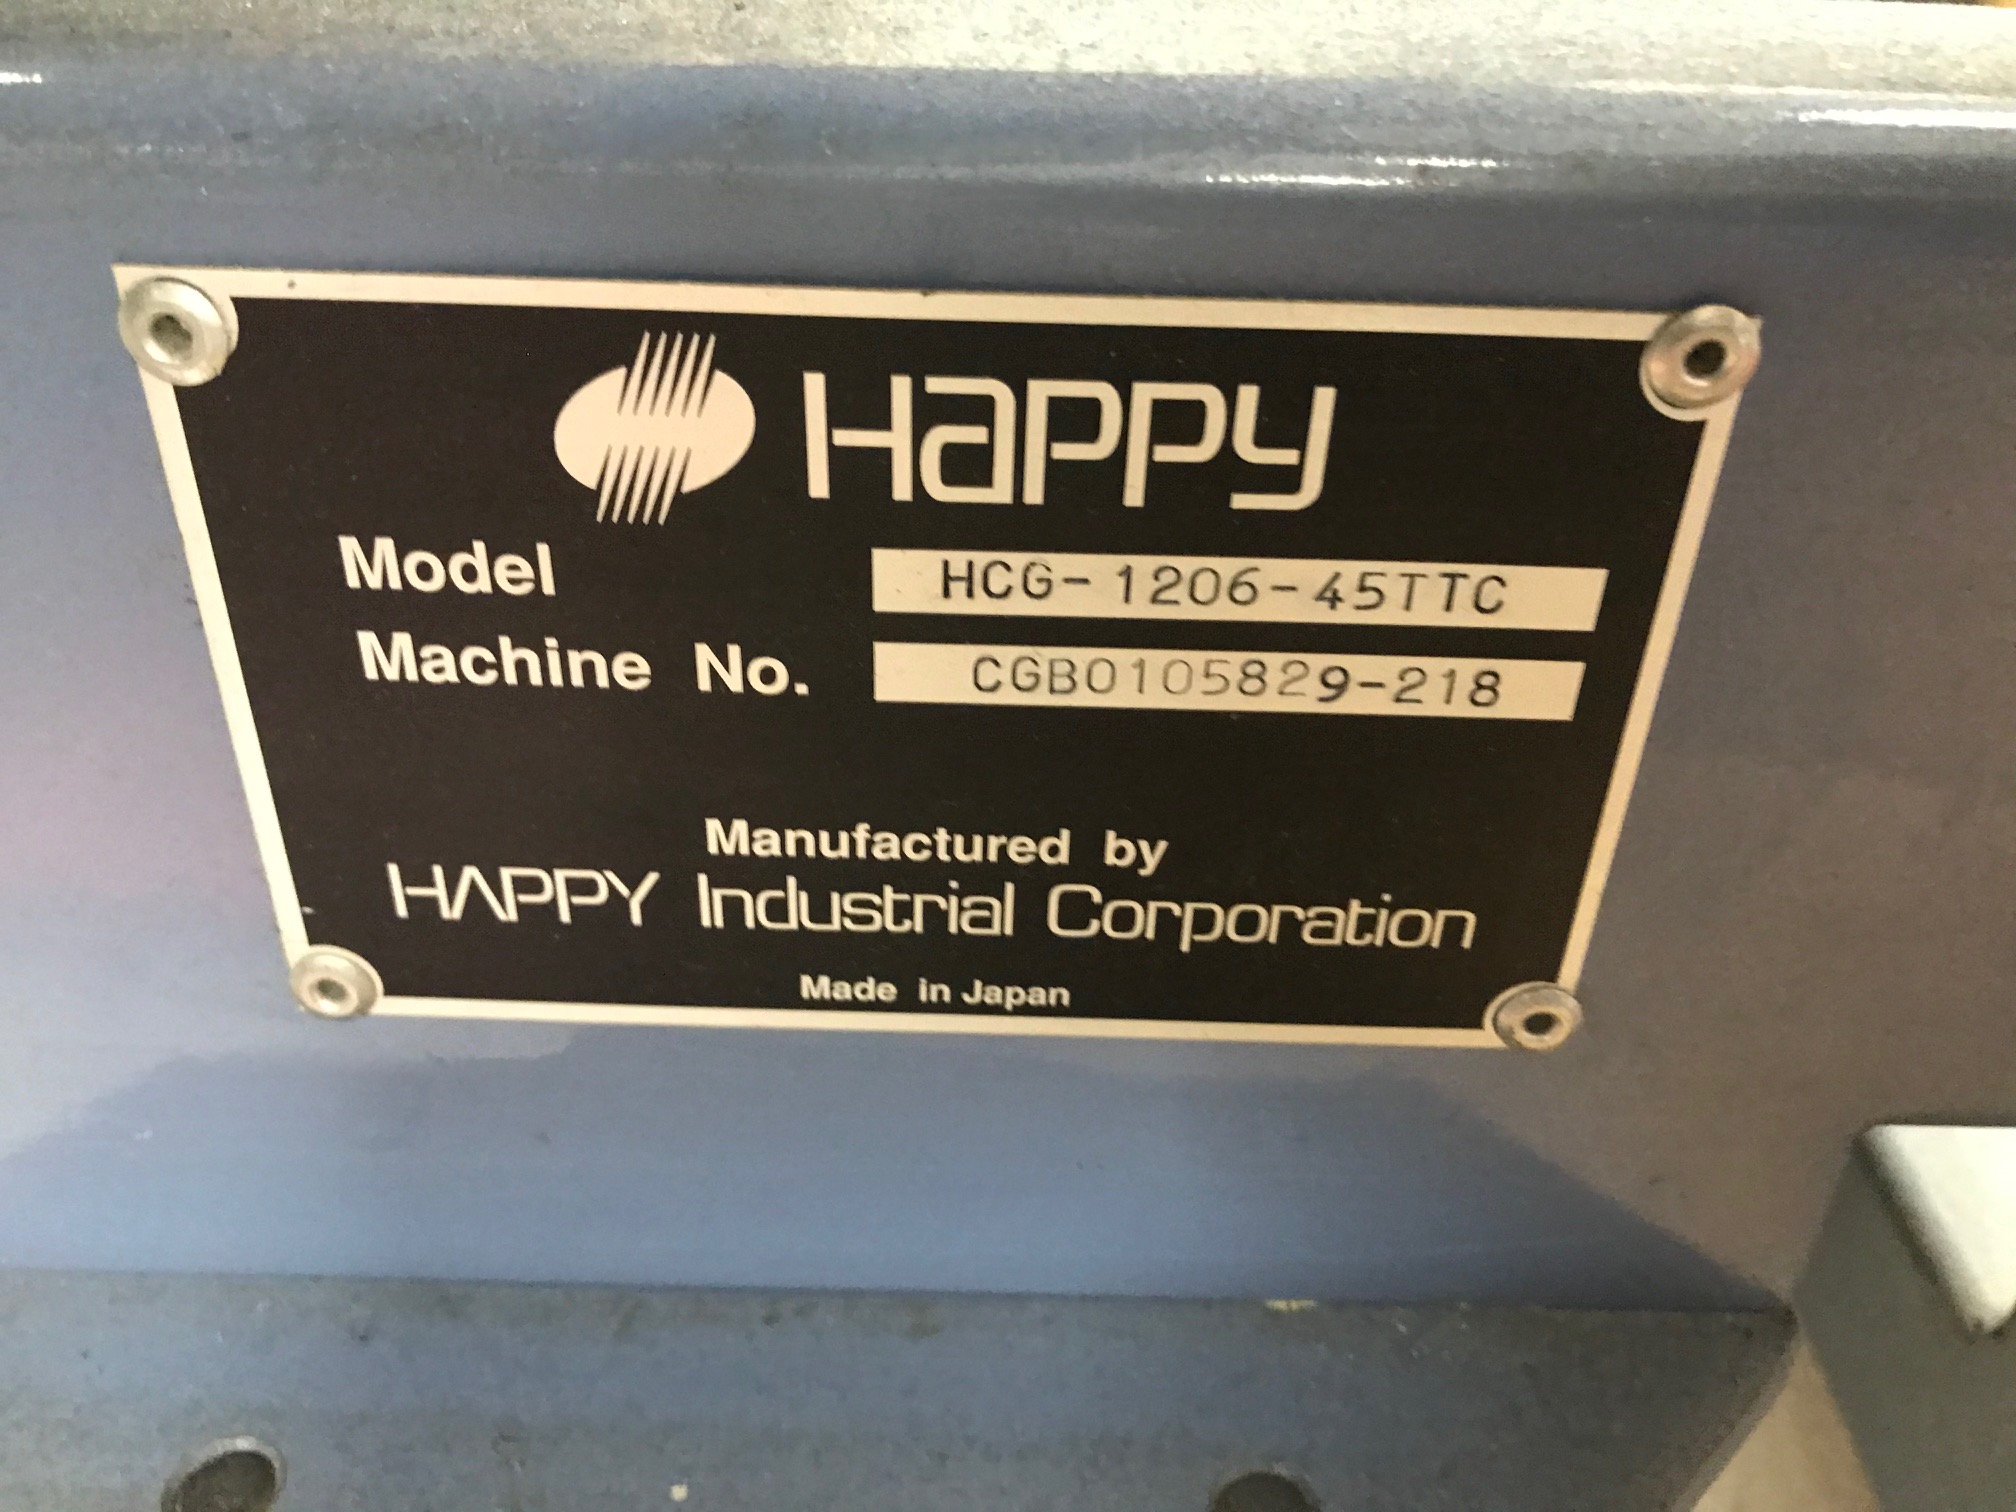 Happy
Model HCG-1206-45TTC
Machine No. CGB0105829-218
Manufactured by
HAPPY Industrial Corporation
Made in Japan